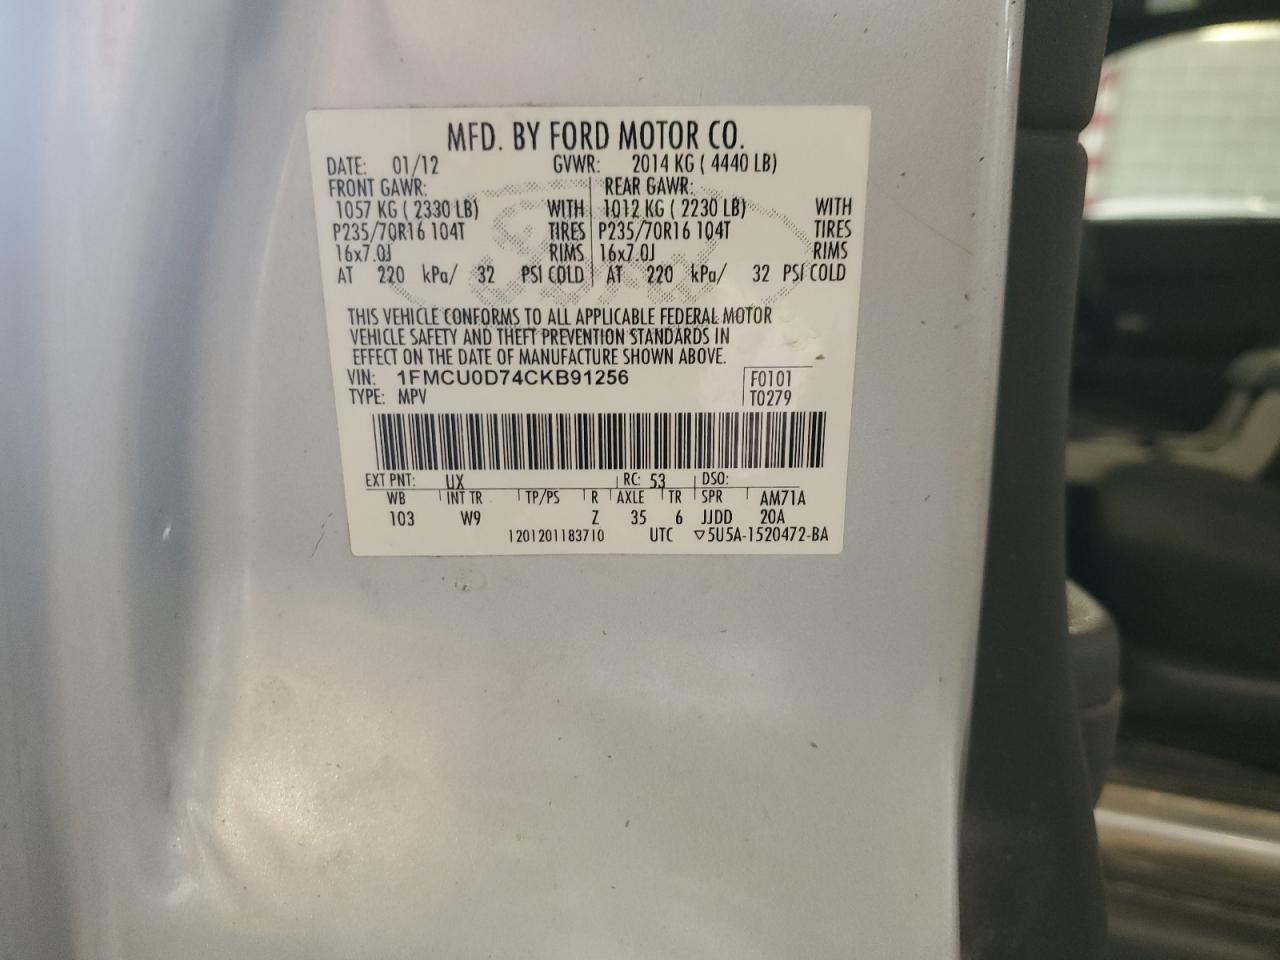 MFD. BY FORD MOTOR CO.
DATE: 01/12 GVWR: 2014 KG ( 4440 LB)
FRONT GAWR: REAR GAWR:
1057 KG ( 2330 LB) WITH 1012 KG ( 2230 LB) WITH
P235/70R16 104T TIRES P235/70R16 104T TIRES
16x7.0J RIMS 16x7.0J RIMS
AT 220 kPa/ 32 PSI COLD AT 220 kPa/ 32 PSI COLD
THIS VEHICLE CONFORMS TO ALL APPLICABLE FEDERAL MOTOR
VEHICLE SAFETY AND THEFT PREVENTION STANDARDS IN
EFFECT ON THE DATE OF MANUFACTURE SHOWN ABOVE.
VIN: 1FMCU0D74CKB91256 F0101
TYPE: MPV T0279
EXT PNT: UX RC: 53 DSO:
WB INT TR TP/PS R AXLE TR SPR AM71A
103 W9 Z 35 6 JJDD 20A
1201201183710 UTC ▽5U5A-1520472-BA